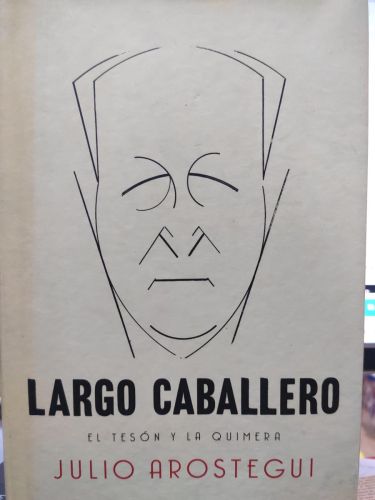 LARGO CABALLERO
EL TESÓN Y LA QUIMERA
JULIO AROSTEGUI